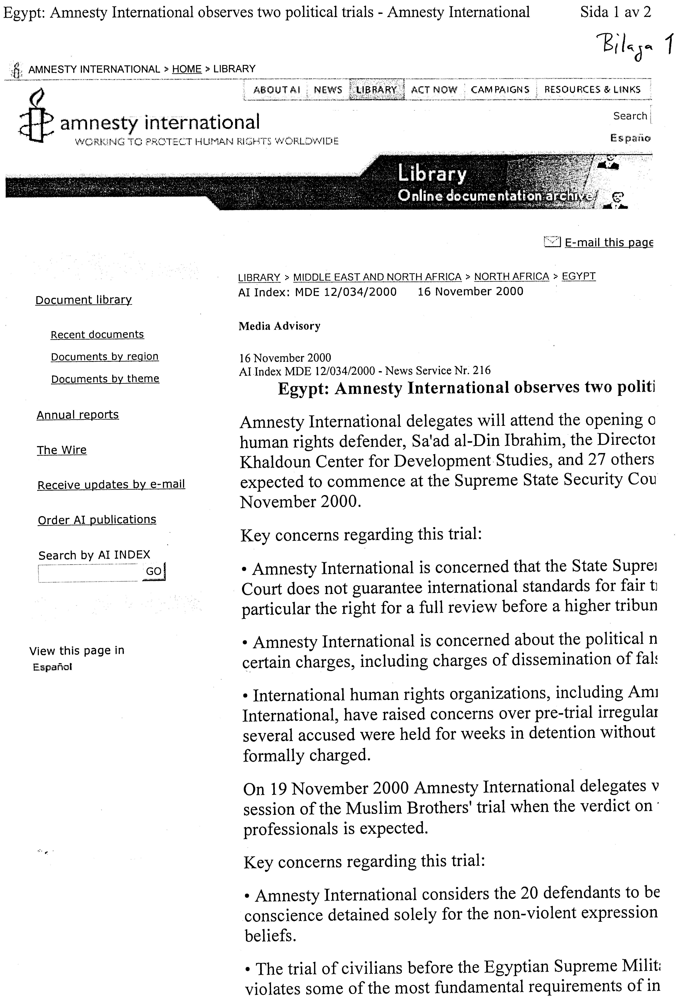 Egypt: Amnesty International observes two political trials - Amnesty International Sida 1 av 2
Bilaga 1
AMNESTY INTERNATIONAL > HOME > LIBRARY
ABOUT AI NEWS LIBRARY ACT NOW CAMPAIGNS RESOURCES & LINKS
amnesty international
WORKING TO PROTECT HUMAN RIGHTS WORLDWIDE
Search
Españo
Library
Online documentation archive
E-mail this page
LIBRARY > MIDDLE EAST AND NORTH AFRICA > NORTH AFRICA > EGYPT
AI Index: MDE 12/034/2000 16 November 2000
Document library
Recent documents
Documents by region
Documents by theme
Annual reports
The Wire
Receive updates by e-mail
Order AI publications
Search by AI INDEX
GO
View this page in
Español
Media Advisory
16 November 2000
AI Index MDE 12/034/2000 - News Service Nr. 216
Egypt: Amnesty International observes two politi
Amnesty International delegates will attend the opening o
human rights defender, Sa'ad al-Din Ibrahim, the Director
Khaldoun Center for Development Studies, and 27 others
expected to commence at the Supreme State Security Cou
November 2000.
Key concerns regarding this trial:
• Amnesty International is concerned that the State Supre
Court does not guarantee international standards for fair t
particular the right for a full review before a higher tribun
• Amnesty International is concerned about the political n
certain charges, including charges of dissemination of fals
• International human rights organizations, including Am
International, have raised concerns over pre-trial irregular
several accused were held for weeks in detention without
formally charged.
On 19 November 2000 Amnesty International delegates v
session of the Muslim Brothers' trial when the verdict on
professionals is expected.
Key concerns regarding this trial:
• Amnesty International considers the 20 defendants to be
conscience detained solely for the non-violent expression
beliefs.
• The trial of civilians before the Egyptian Supreme Milit
violates some of the most fundamental requirements of in